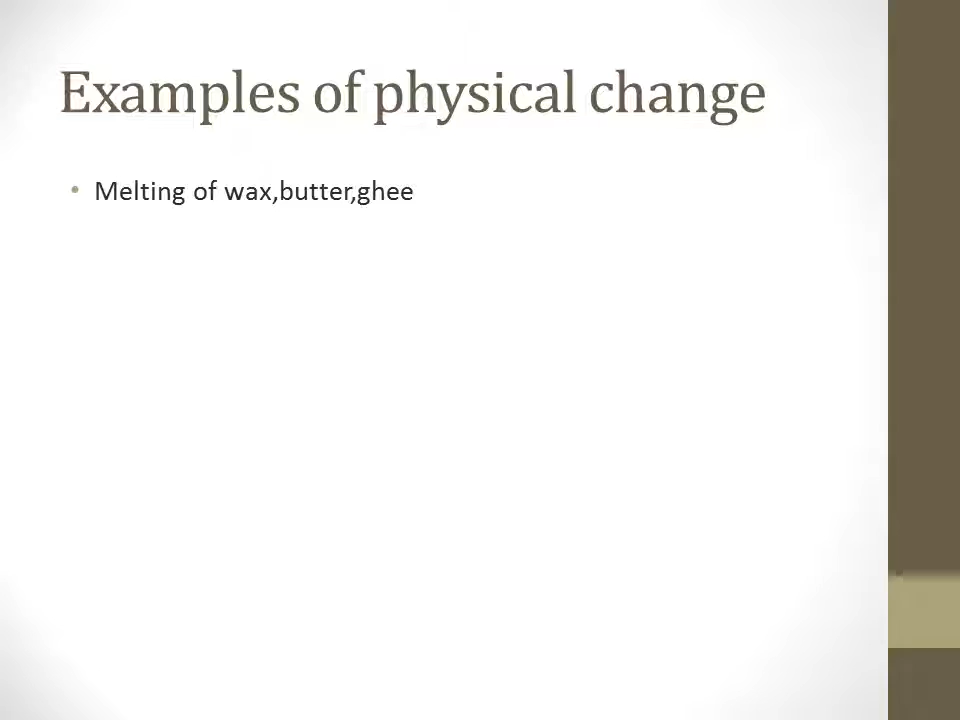 Examples of physical change
• Melting of wax,butter,ghee